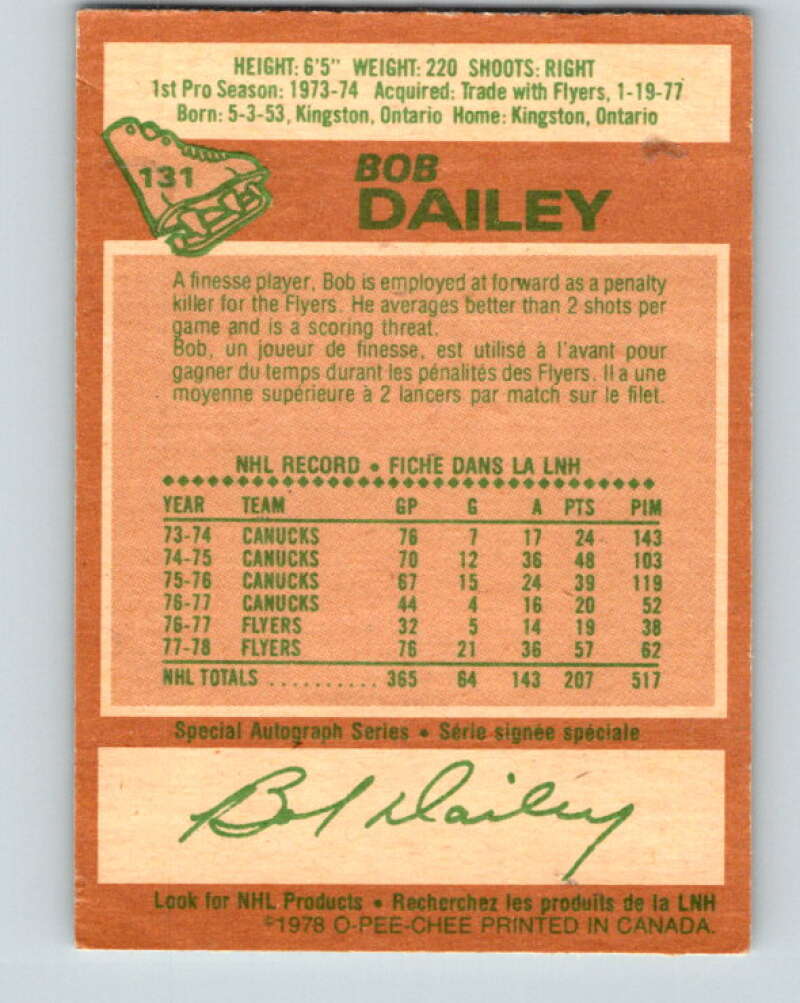 HEIGHT: 6'5" WEIGHT: 220 SHOOTS: RIGHT
1st Pro Season: 1973-74 Acquired: Trade with Flyers, 1-19-77
Born: 5-3-53, Kingston, Ontario Home: Kingston, Ontario
131
BOB
DAILEY
A finesse player, Bob is employed at forward as a penalty
killer for the Flyers. He averages better than 2 shots per
game and is a scoring threat.
Bob, un joueur de finesse, est utilisé à l'avant pour
gagner du temps durant les pénalités des Flyers. Il a une
moyenne supérieure à 2 lancers par match sur le filet.
NHL RECORD • FICHE DANS LA LNH
YEAR TEAM GP G A PTS PIM
73-74 CANUCKS 76 7 17 24 143
74-75 CANUCKS 70 12 36 48 103
75-76 CANUCKS 67 15 24 39 119
76-77 CANUCKS 44 4 16 20 52
76-77 FLYERS 32 5 14 19 38
77-78 FLYERS 76 21 36 57 62
NHL TOTALS .......... 365 64 143 207 517
Special Autograph Series • Série signée spéciale
Bob Dailey
Look for NHL Products • Recherchez les produits de la LNH
©1978 O-PEE-CHEE PRINTED IN CANADA.